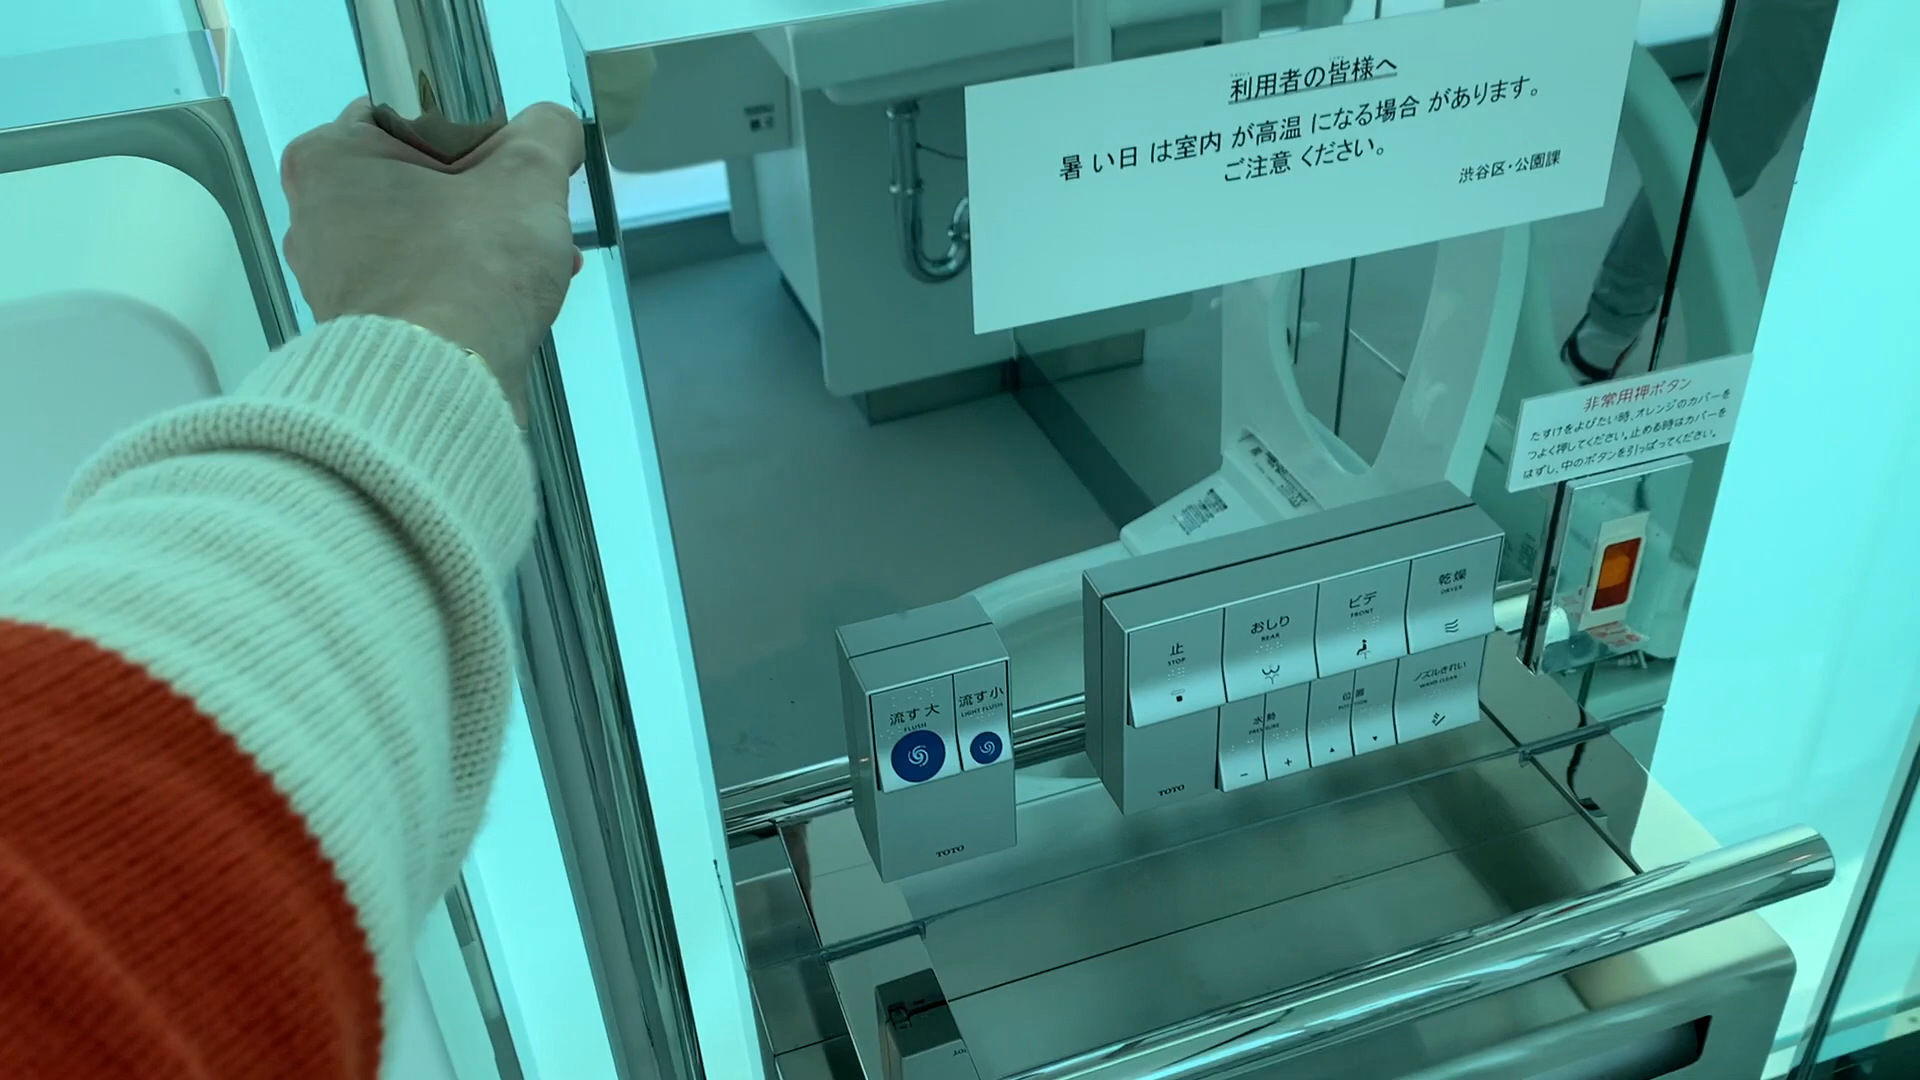 利用者の皆様へ
暑い日は室内が高温になる場合があります。
ご注意ください。
渋谷区・公園課
非常用押ボタン
たすけをよびたい時、オレンジのカバーを
つよく押してください。止める時はカバーを
はずし、中のボタンを引っぱってください。
流す大
FLUSH
流す小
LIGHT FLUSH
TOTO
止
STOP
おしり
REAR
ビデ
FRONT
乾燥
DRYER
水勢
PRESSURE
- +
位置
POSITION
ノズルきれい
WAND CLEAN
TOTO